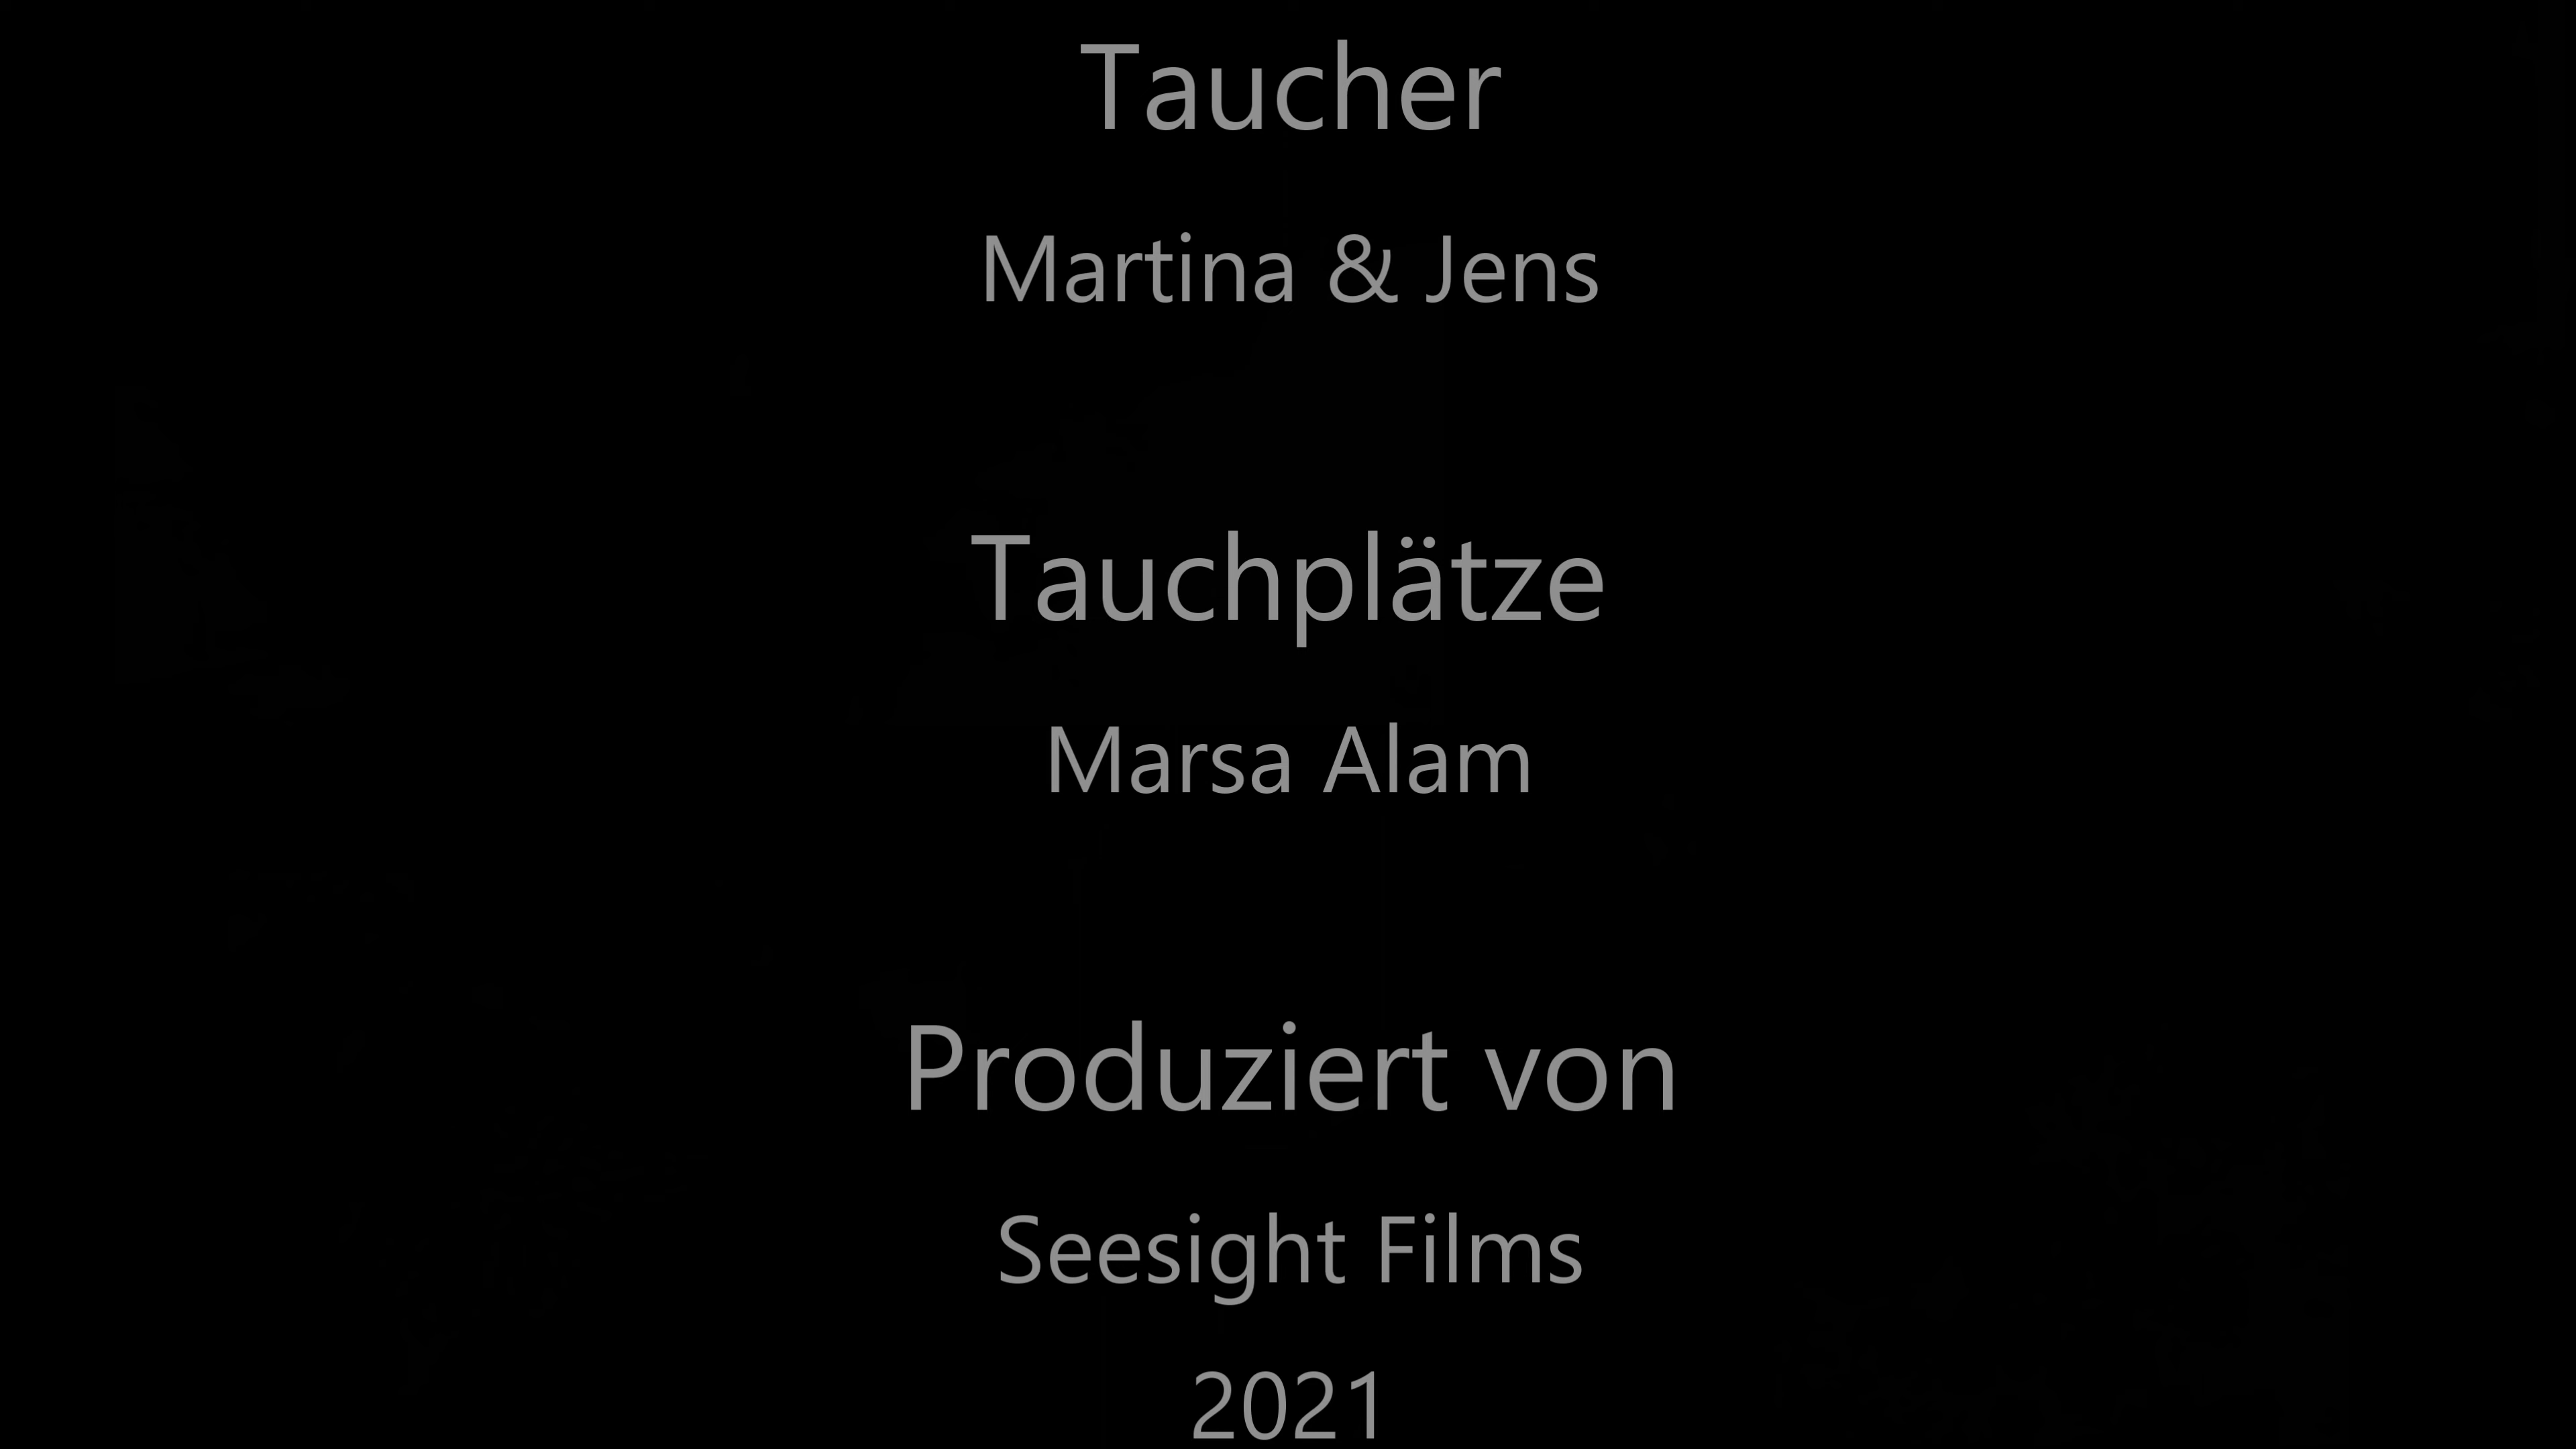 Taucher
Martina & Jens
Tauchplätze
Marsa Alam
Produziert von
Seesight Films
2021